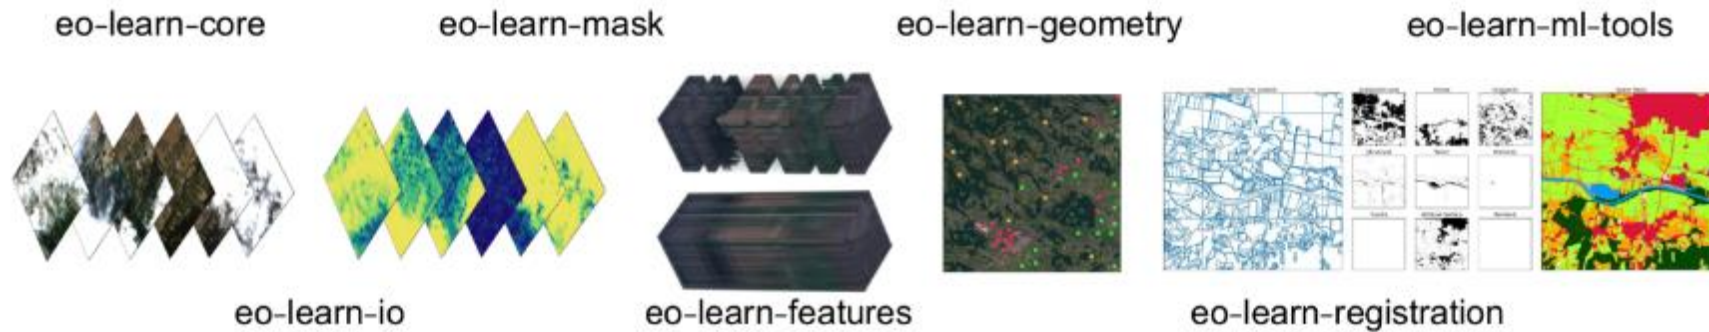 eo-learn-core
eo-learn-mask
eo-learn-geometry
eo-learn-ml-tools
eo-learn-io
eo-learn-features
eo-learn-registration